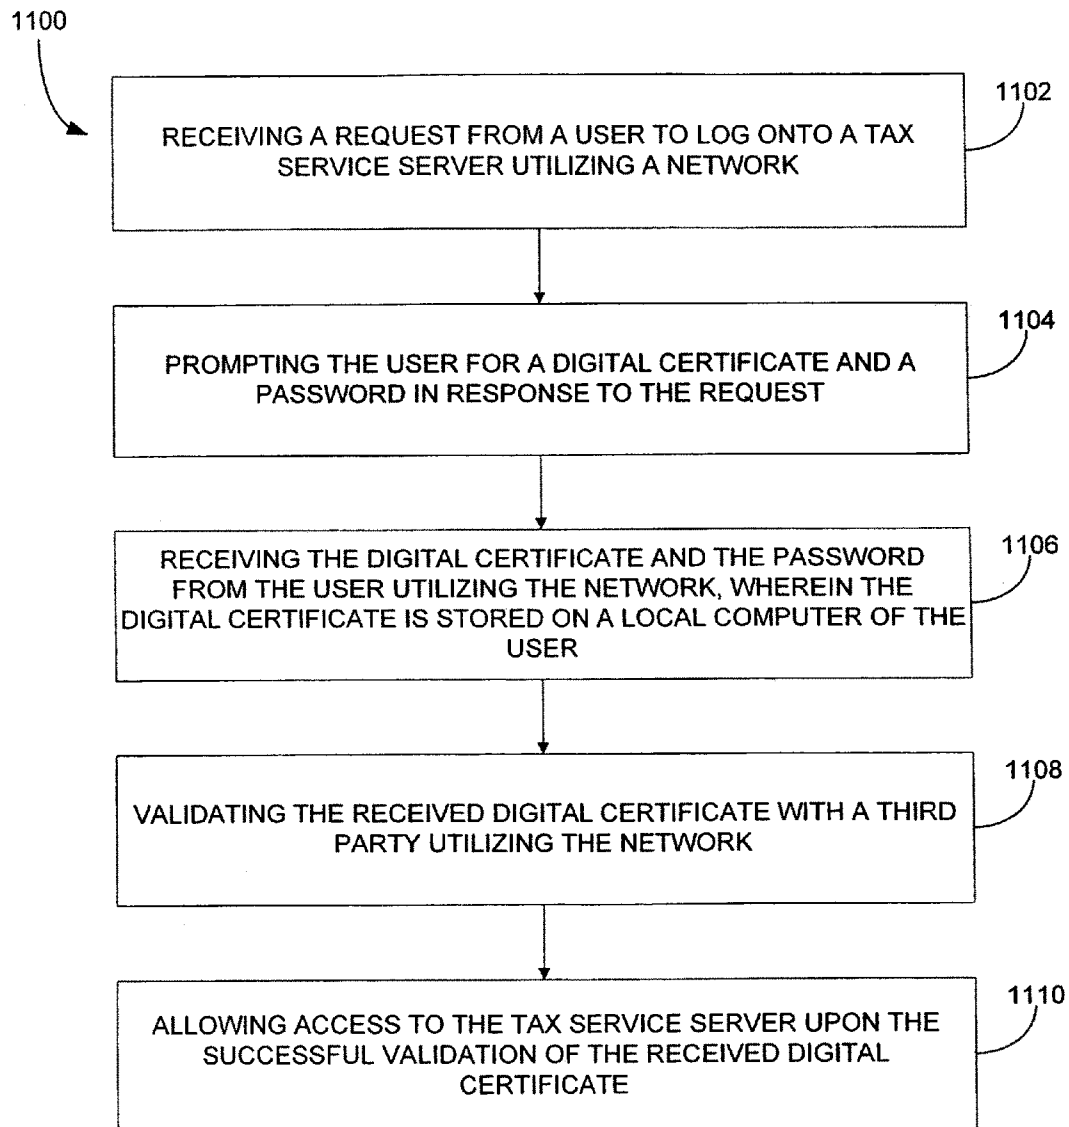 1100
1102
RECEIVING A REQUEST FROM A USER TO LOG ONTO A TAX
SERVICE SERVER UTILIZING A NETWORK
1104
PROMPTING THE USER FOR A DIGITAL CERTIFICATE AND A
PASSWORD IN RESPONSE TO THE REQUEST
1106
RECEIVING THE DIGITAL CERTIFICATE AND THE PASSWORD
FROM THE USER UTILIZING THE NETWORK, WHEREIN THE
DIGITAL CERTIFICATE IS STORED ON A LOCAL COMPUTER OF THE
USER
1108
VALIDATING THE RECEIVED DIGITAL CERTIFICATE WITH A THIRD
PARTY UTILIZING THE NETWORK
1110
ALLOWING ACCESS TO THE TAX SERVICE SERVER UPON THE
SUCCESSFUL VALIDATION OF THE RECEIVED DIGITAL
CERTIFICATE